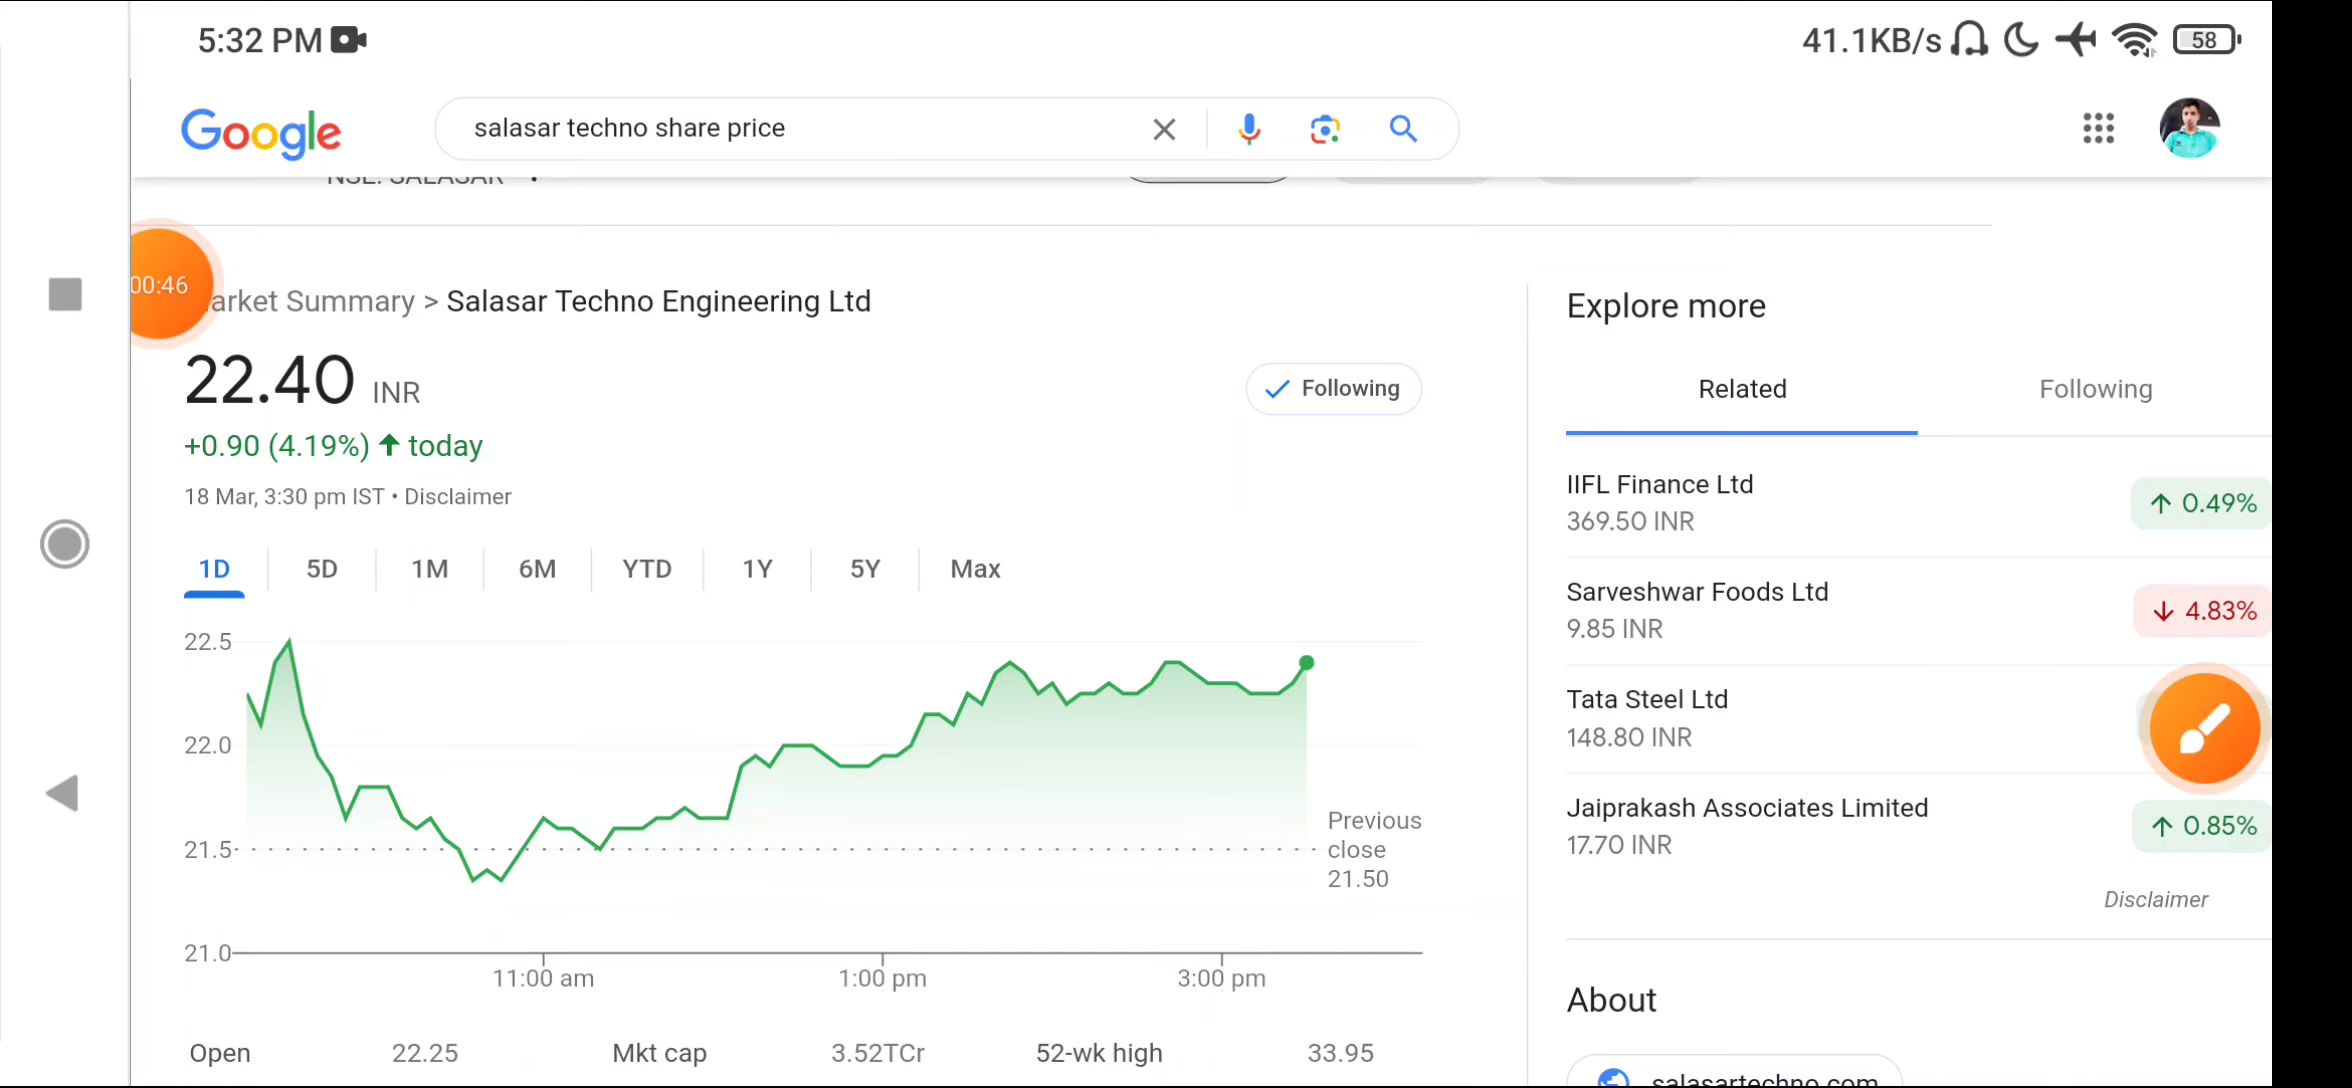 5:32 PM
41.1KB/s
58
Google
salasar techno share price
NSE: SALASAR
00:46
arket Summary > Salasar Techno Engineering Ltd
22.40 INR
Following
+0.90 (4.19%) today
18 Mar, 3:30 pm IST • Disclaimer
1D
5D
1M
6M
YTD
1Y
5Y
Max
22.5
22.0
21.5
21.0
Previous
close
21.50
11:00 am
1:00 pm
3:00 pm
Open 22.25
Mkt cap 3.52TCr
52-wk high 33.95
Explore more
Related
Following
IIFL Finance Ltd
369.50 INR
0.49%
Sarveshwar Foods Ltd
9.85 INR
4.83%
Tata Steel Ltd
148.80 INR
Jaiprakash Associates Limited
17.70 INR
0.85%
Disclaimer
About
salasartechno.com